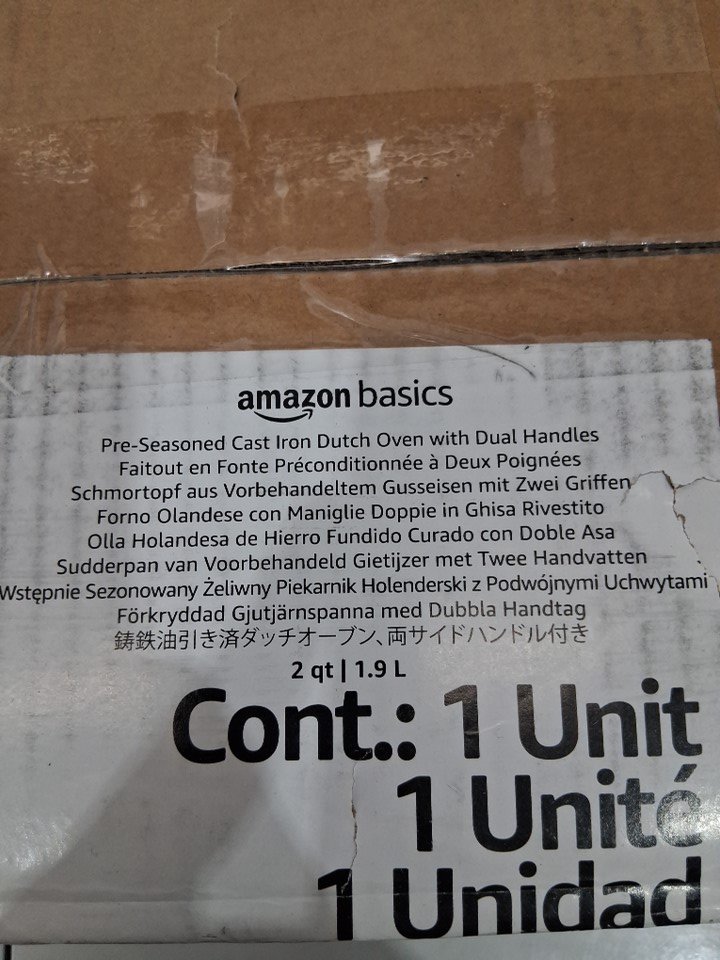 amazon basics
Pre-Seasoned Cast Iron Dutch Oven with Dual Handles
Faitout en Fonte Préconditionnée à Deux Poignées
Schmortopf aus Vorbehandeltem Gusseisen mit Zwei Griffen
Forno Olandese con Maniglie Doppie in Ghisa Rivestito
Olla Holandesa de Hierro Fundido Curado con Doble Asa
Sudderpan van Voorbehandeld Gietijzer met Twee Handvatten
Wstępnie Sezonowany Żeliwny Piekarnik Holenderski z Podwójnymi Uchwytami
Förkryddad Gjutjärnspanna med Dubbla Handtag
鋳鉄油引き済ダッチオーブン、両サイドハンドル付き
2 qt | 1.9 L
Cont.: 1 Unit
1 Unité
1 Unidad